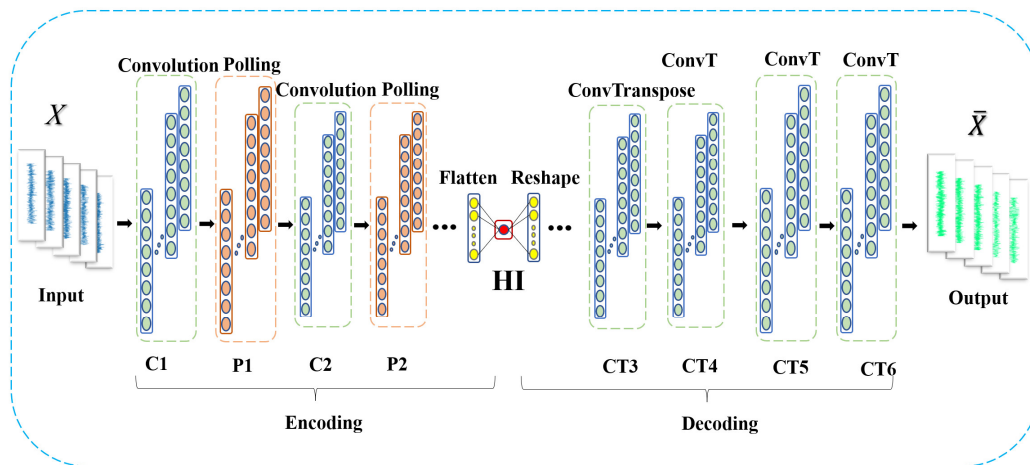 ConvT
ConvT
ConvT
Convolution
Polling
Convolution
Polling
ConvTranspose
X
X̄
Flatten
Reshape
HI
Input
Output
C1
P1
C2
P2
CT3
CT4
CT5
CT6
Encoding
Decoding